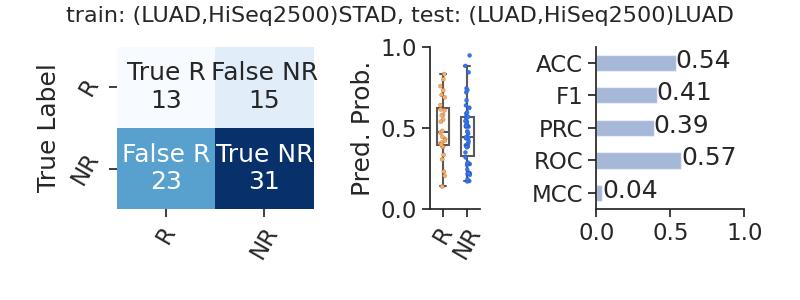 train: (LUAD,HiSeq2500)STAD, test: (LUAD,HiSeq2500)LUAD
True Label
R
NR
True R
13
False NR
15
False R
23
True NR
31
R
NR
Pred. Prob.
1.0
0.5
0.0
R
NR
ACC
0.54
F1
0.41
PRC
0.39
ROC
0.57
MCC
0.04
0.0
0.5
1.0